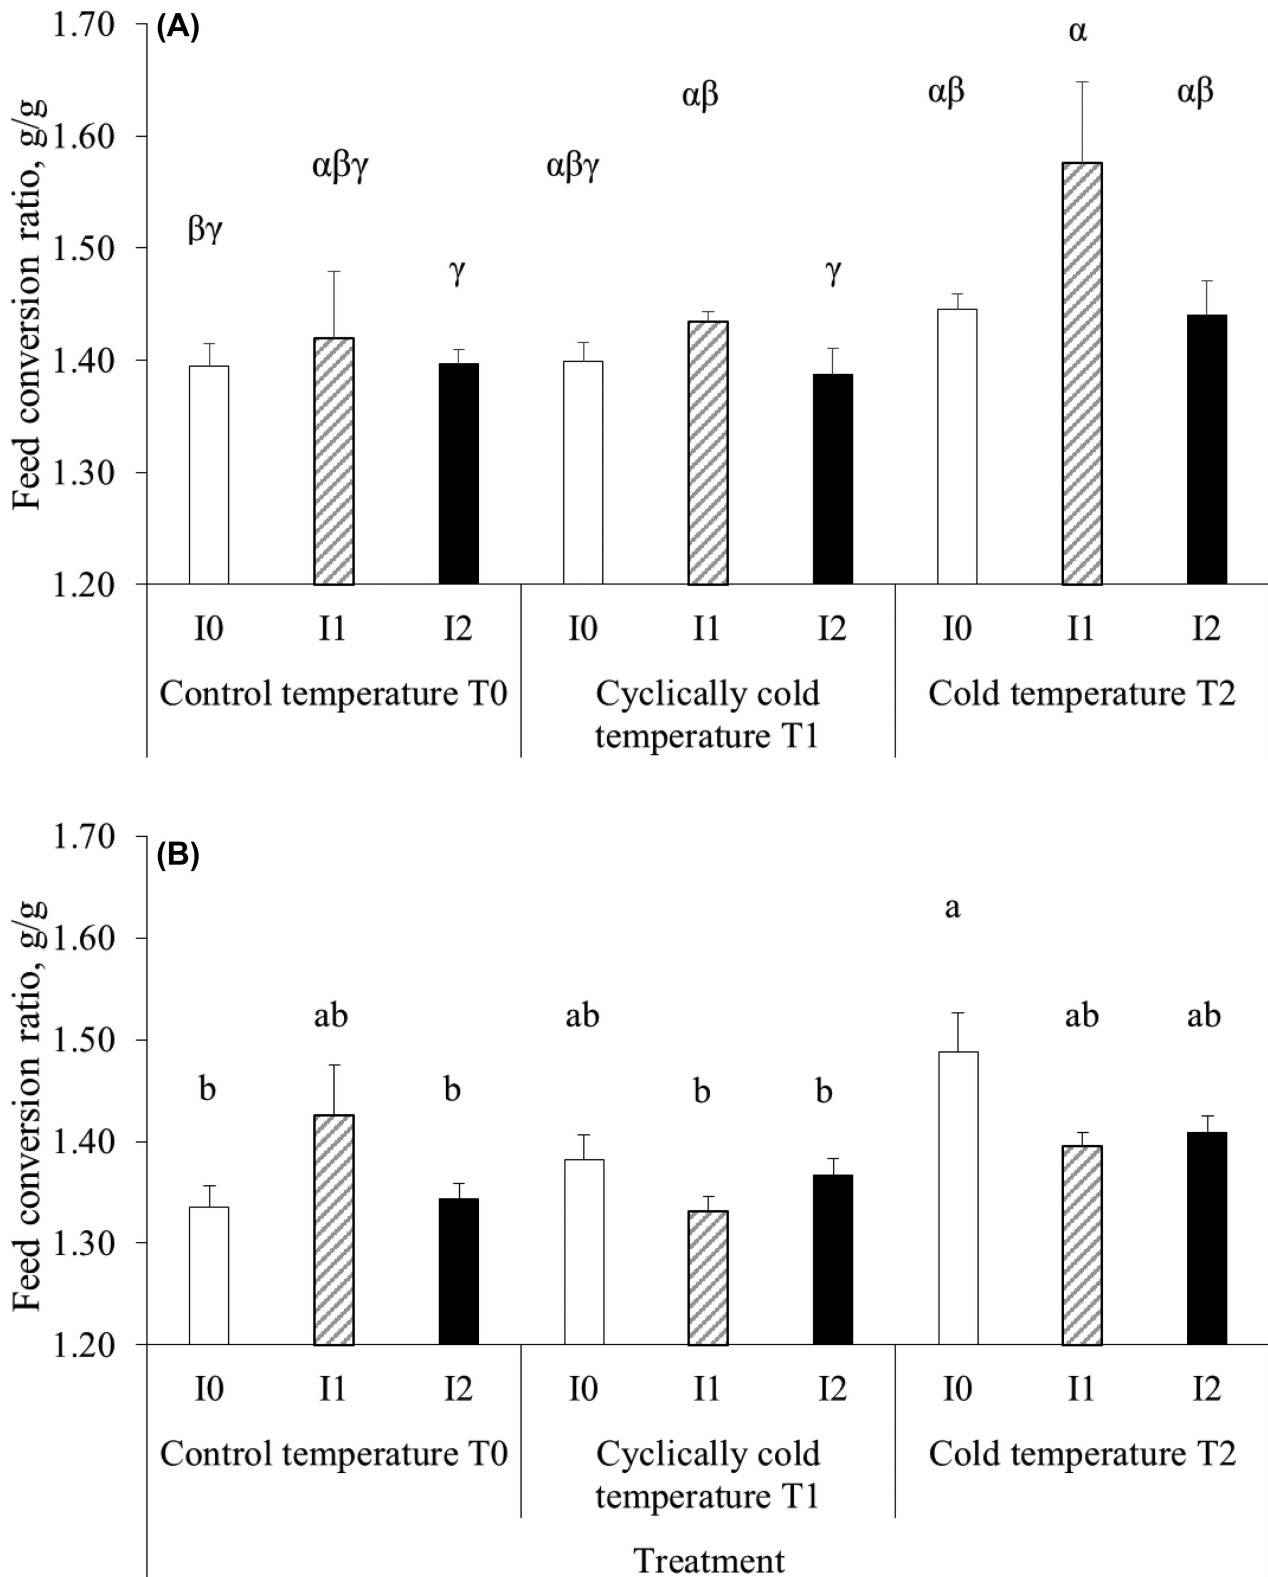 (A)
Feed conversion ratio, g/g
1.70
1.60
1.50
1.40
1.30
1.20
βγ
αβγ
γ
αβγ
αβ
γ
αβ
α
αβ
I0 I1 I2 I0 I1 I2 I0 I1 I2
Control temperature T0
Cyclically cold
temperature T1
Cold temperature T2
(B)
Feed conversion ratio, g/g
1.70
1.60
1.50
1.40
1.30
1.20
b
ab
b
ab
b
b
a
ab
ab
I0 I1 I2 I0 I1 I2 I0 I1 I2
Control temperature T0
Cyclically cold
temperature T1
Cold temperature T2
Treatment